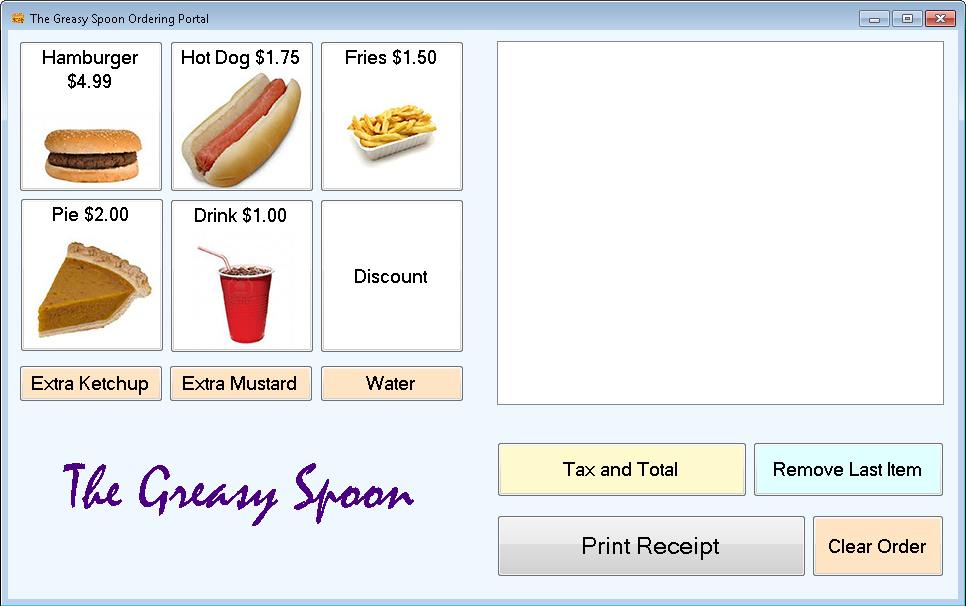 The Greasy Spoon Ordering Portal
Hamburger
$4.99
Hot Dog $1.75
Fries $1.50
Pie $2.00
Drink $1.00
Discount
Extra Ketchup
Extra Mustard
Water
The Greasy Spoon
Tax and Total
Remove Last Item
Print Receipt
Clear Order